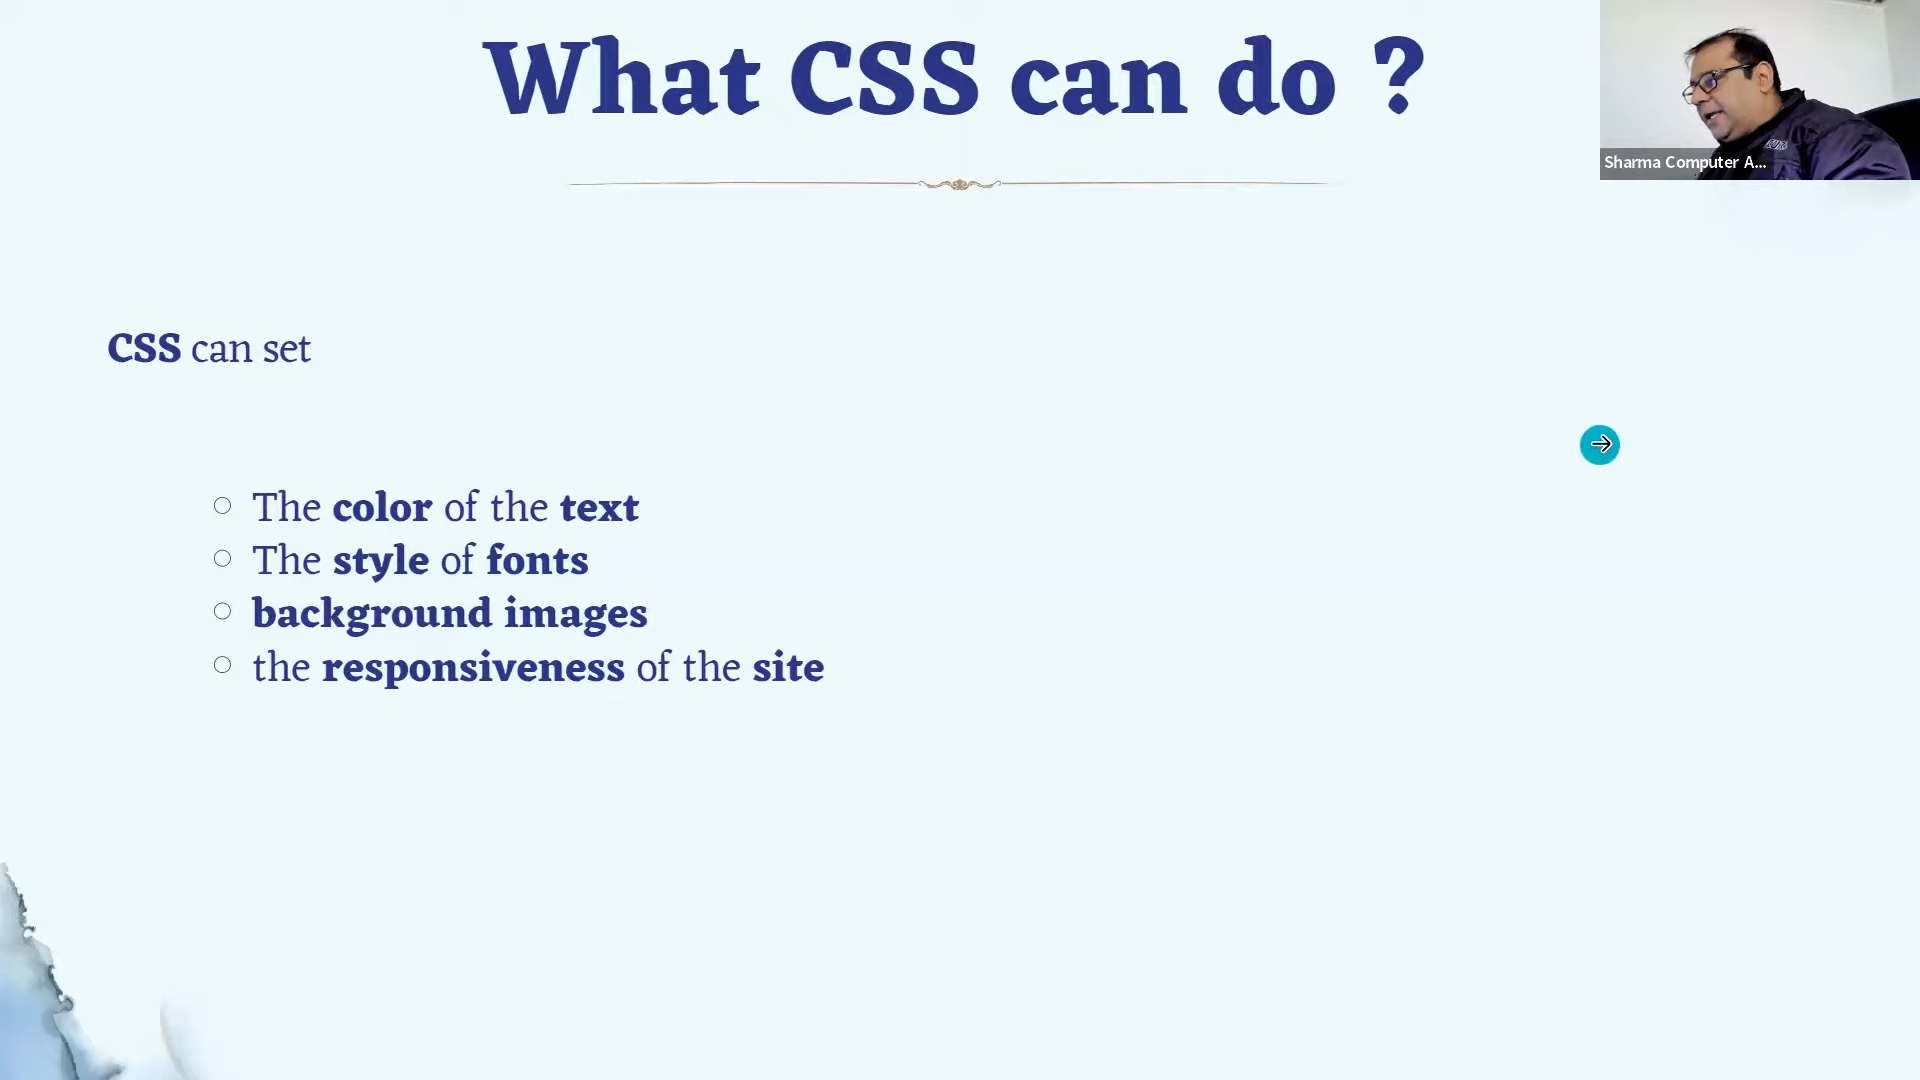 What CSS can do ?
Sharma Computer A...
CSS can set
The color of the text
The style of fonts
background images
the responsiveness of the site